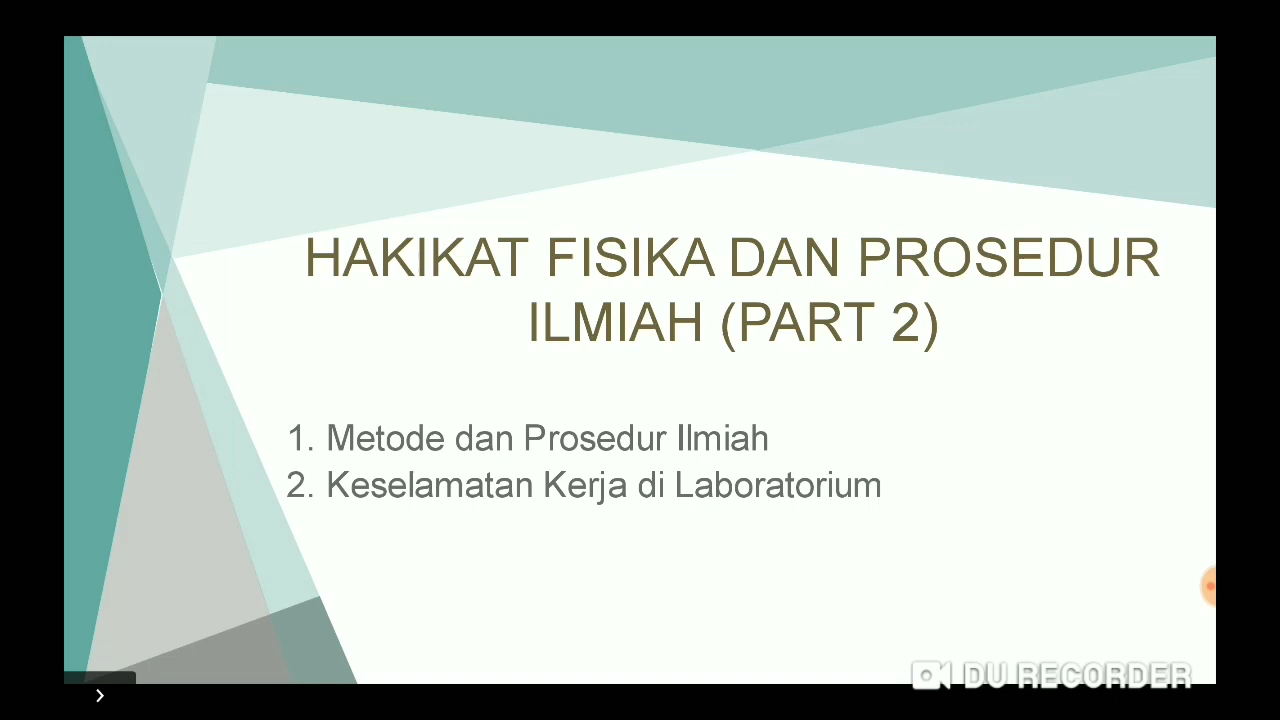 HAKIKAT FISIKA DAN PROSEDUR
ILMIAH (PART 2)
1. Metode dan Prosedur Ilmiah
2. Keselamatan Kerja di Laboratorium
DU RECORDER